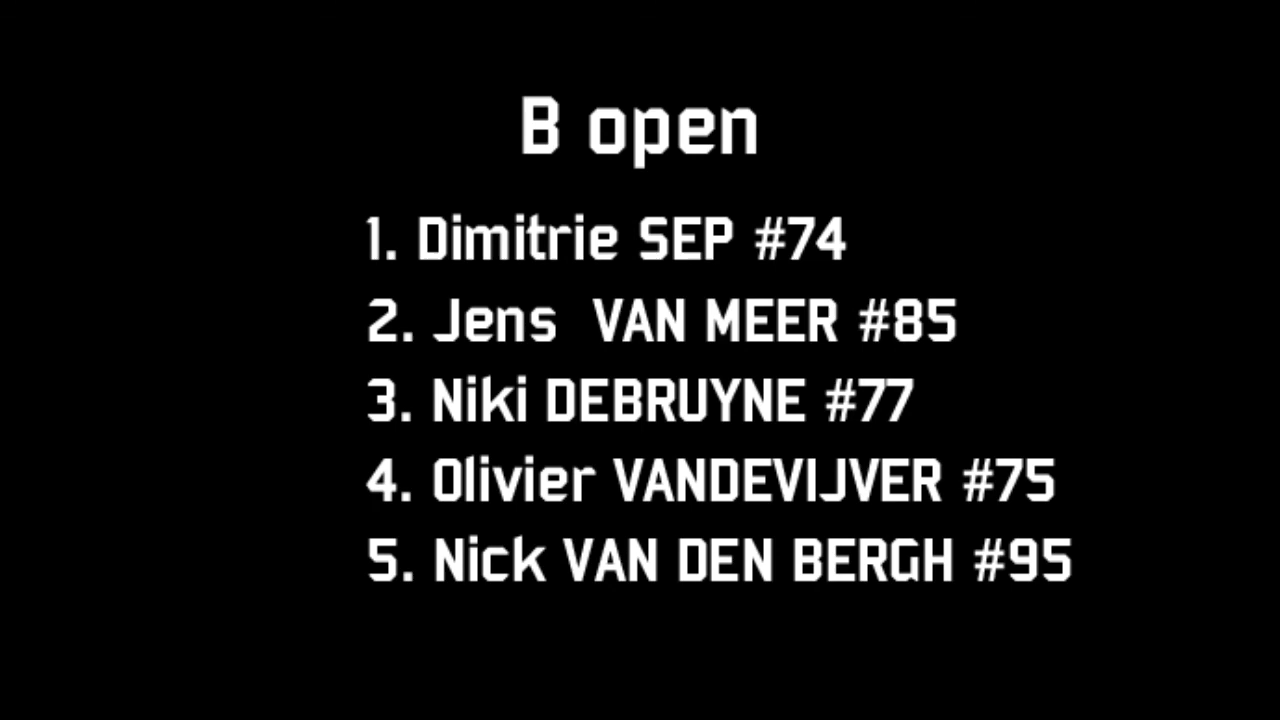 B open
1. Dimitrie SEP #74
2. Jens  VAN MEER #85
3. Niki DEBRUYNE #77
4. Olivier VANDEVIJVER #75
5. Nick VAN DEN BERGH #95